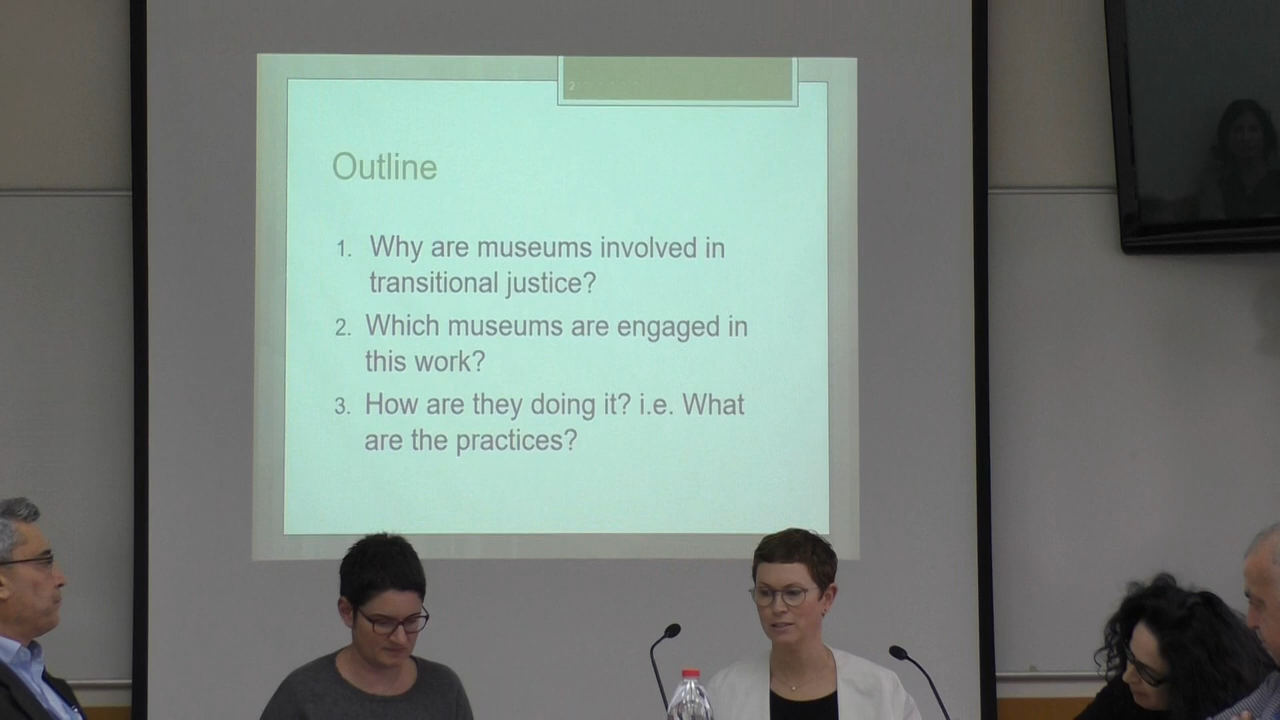 2
Outline
1. Why are museums involved in
transitional justice?
2. Which museums are engaged in
this work?
3. How are they doing it? i.e. What
are the practices?